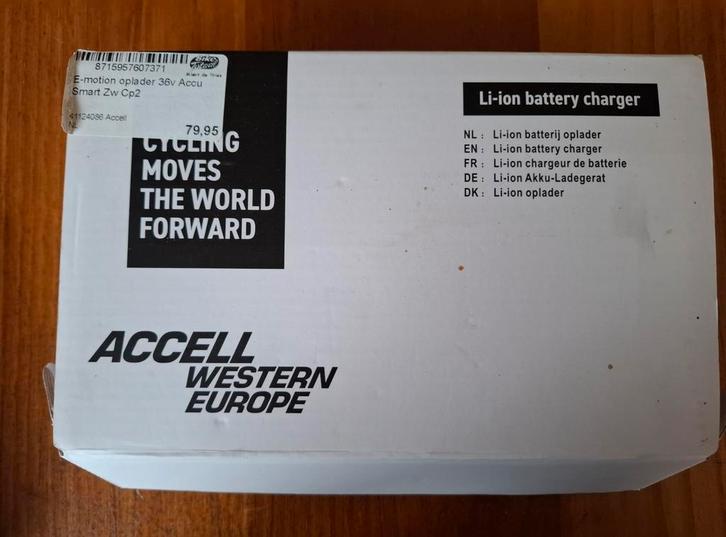 8715957607371
E-motion oplader 36v Accu
Smart Zw Cp2
41124086 Accell
NL
79,95
CYCLING
MOVES
THE WORLD
FORWARD
Li-ion battery charger
NL : Li-ion batterij oplader
EN : Li-ion battery charger
FR : Li-ion chargeur de batterie
DE : Li-ion Akku-Ladegerat
DK : Li-ion oplader
ACCELL
WESTERN
EUROPE